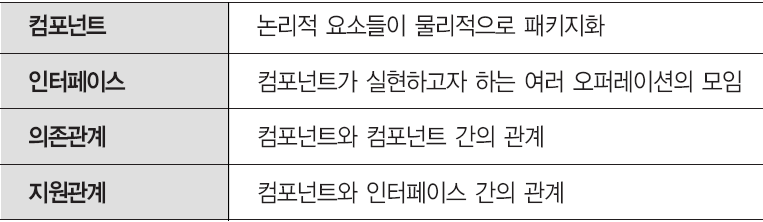 컴포넌트 논리적 요소들이 물리적으로 패키지화
인터페이스 컴포넌트가 실현하고자 하는 여러 오퍼레이션의 모임
의존관계 컴포넌트와 컴포넌트 간의 관계
지원관계 컴포넌트와 인터페이스 간의 관계